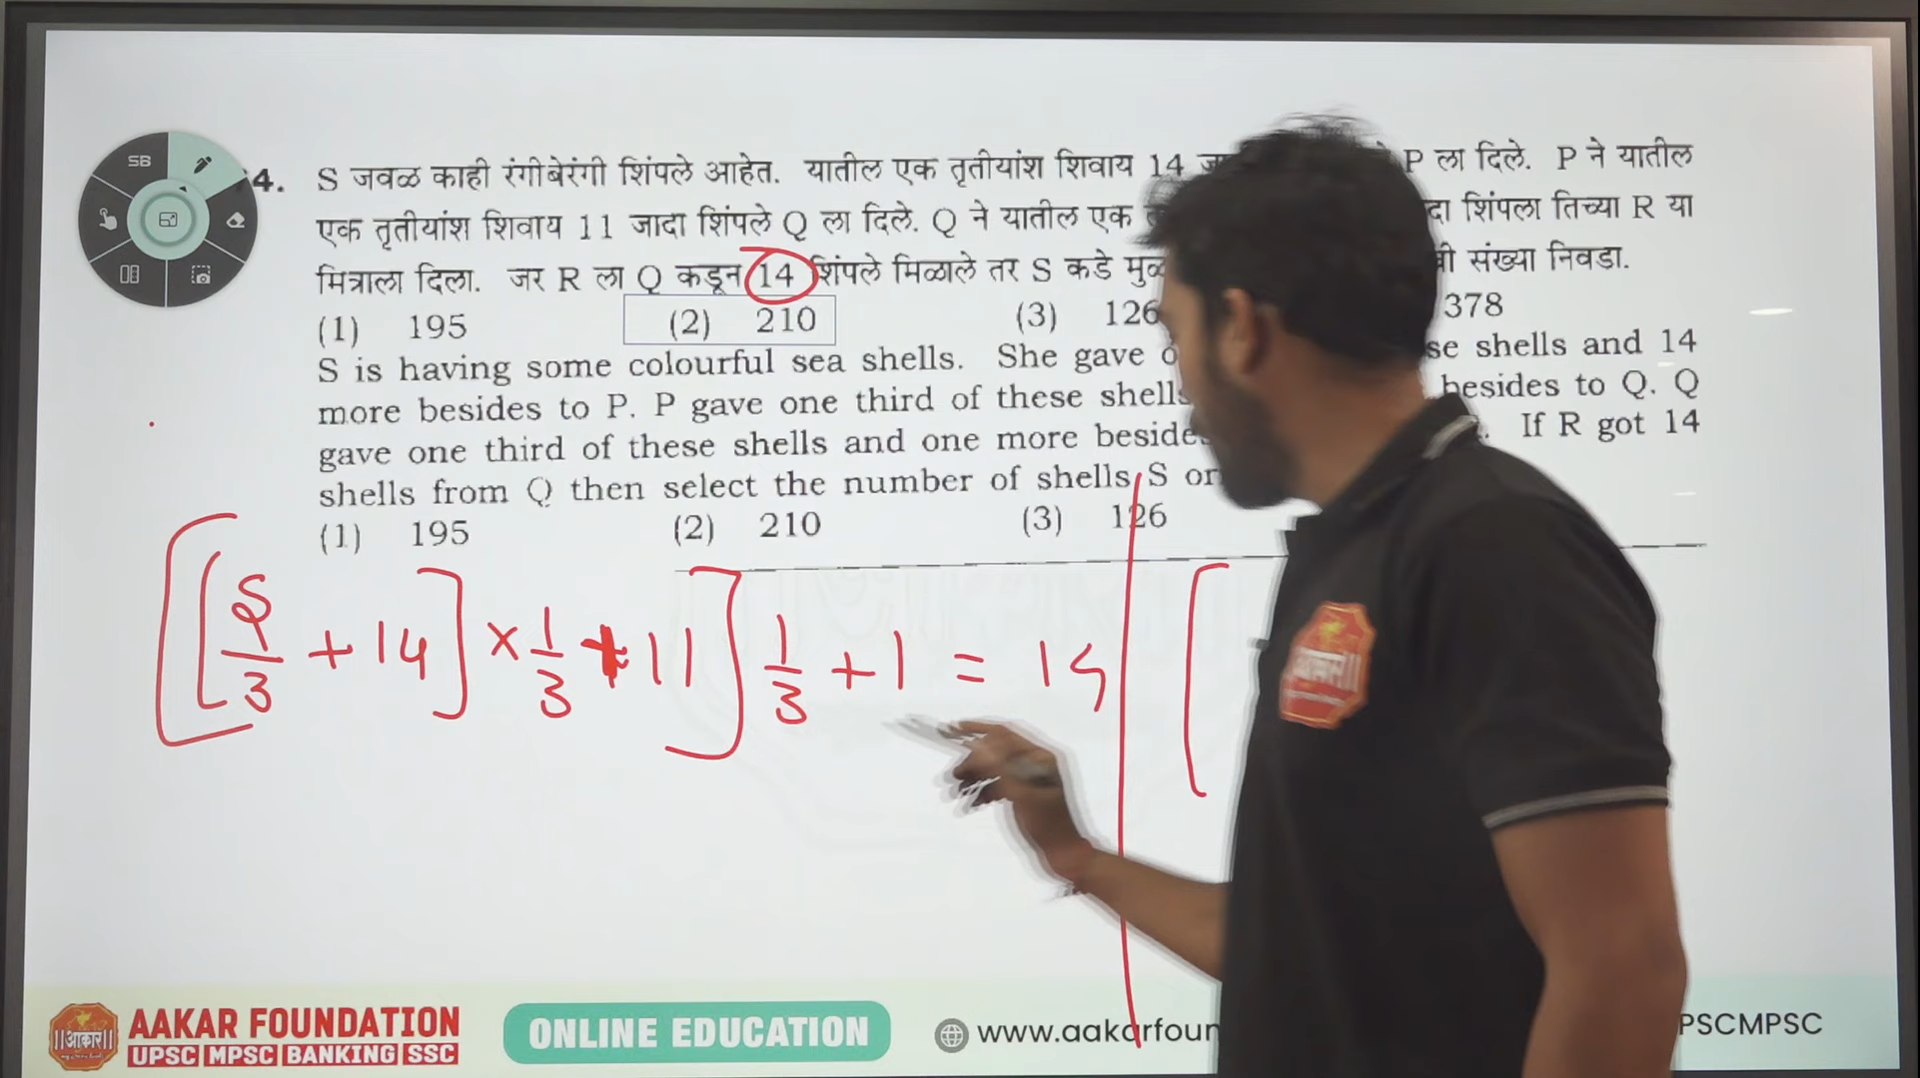 SB
4. S जवळ काही रंगीबेरंगी शिंपले आहेत. यातील एक तृतीयांश शिवाय 14 P ला दिले. P ने यातील
एक तृतीयांश शिवाय 11 जादा शिंपले Q ला दिले. Q ने यातील एक शिंपला तिच्या R या
मित्राला दिला. जर R ला Q कडून 14 शिंपले मिळाले तर S कडे संख्या निवडा.
(1) 195 (2) 210 (3) 126 378
S is having some colourful sea shells. She gave se shells and 14
more besides to P. P gave one third of these shells besides to Q. Q
gave one third of these shells and one more besides If R got 14
shells from Q then select the number of shells S
(1) 195 (2) 210 (3) 126
[[S/3 + 14] × 1/3 + 11] 1/3 + 1 = 14 [
||आकार|| AAKAR FOUNDATION
UPSC MPSC BANKING SSC
ONLINE EDUCATION
www.aakarfoun
PSCMPSC